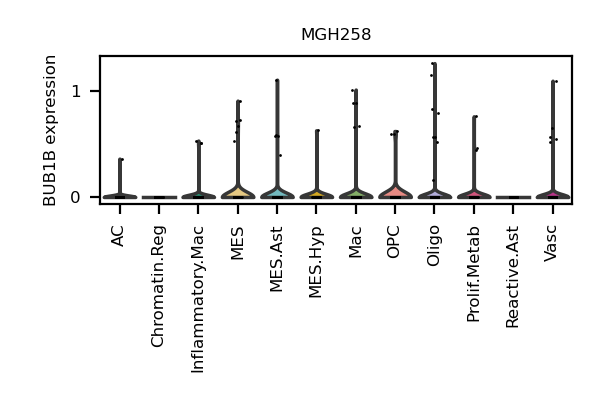 MGH258
BUB1B expression
1
0
AC
Chromatin.Reg
Inflammatory.Mac
MES
MES.Ast
MES.Hyp
Mac
OPC
Oligo
Prolif.Metab
Reactive.Ast
Vasc